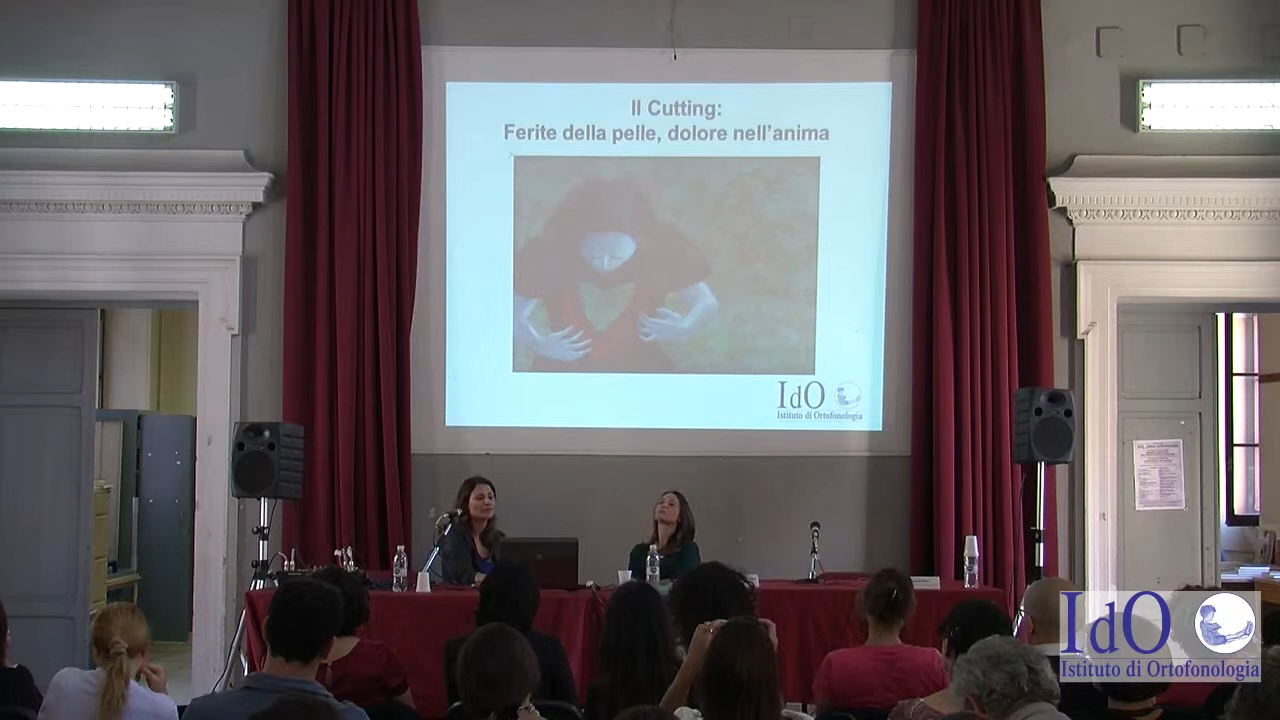 Il Cutting:
Ferite della pelle, dolore nell'anima
IdO
Istituto di Ortofonologia
IdO
Istituto di Ortofonologia